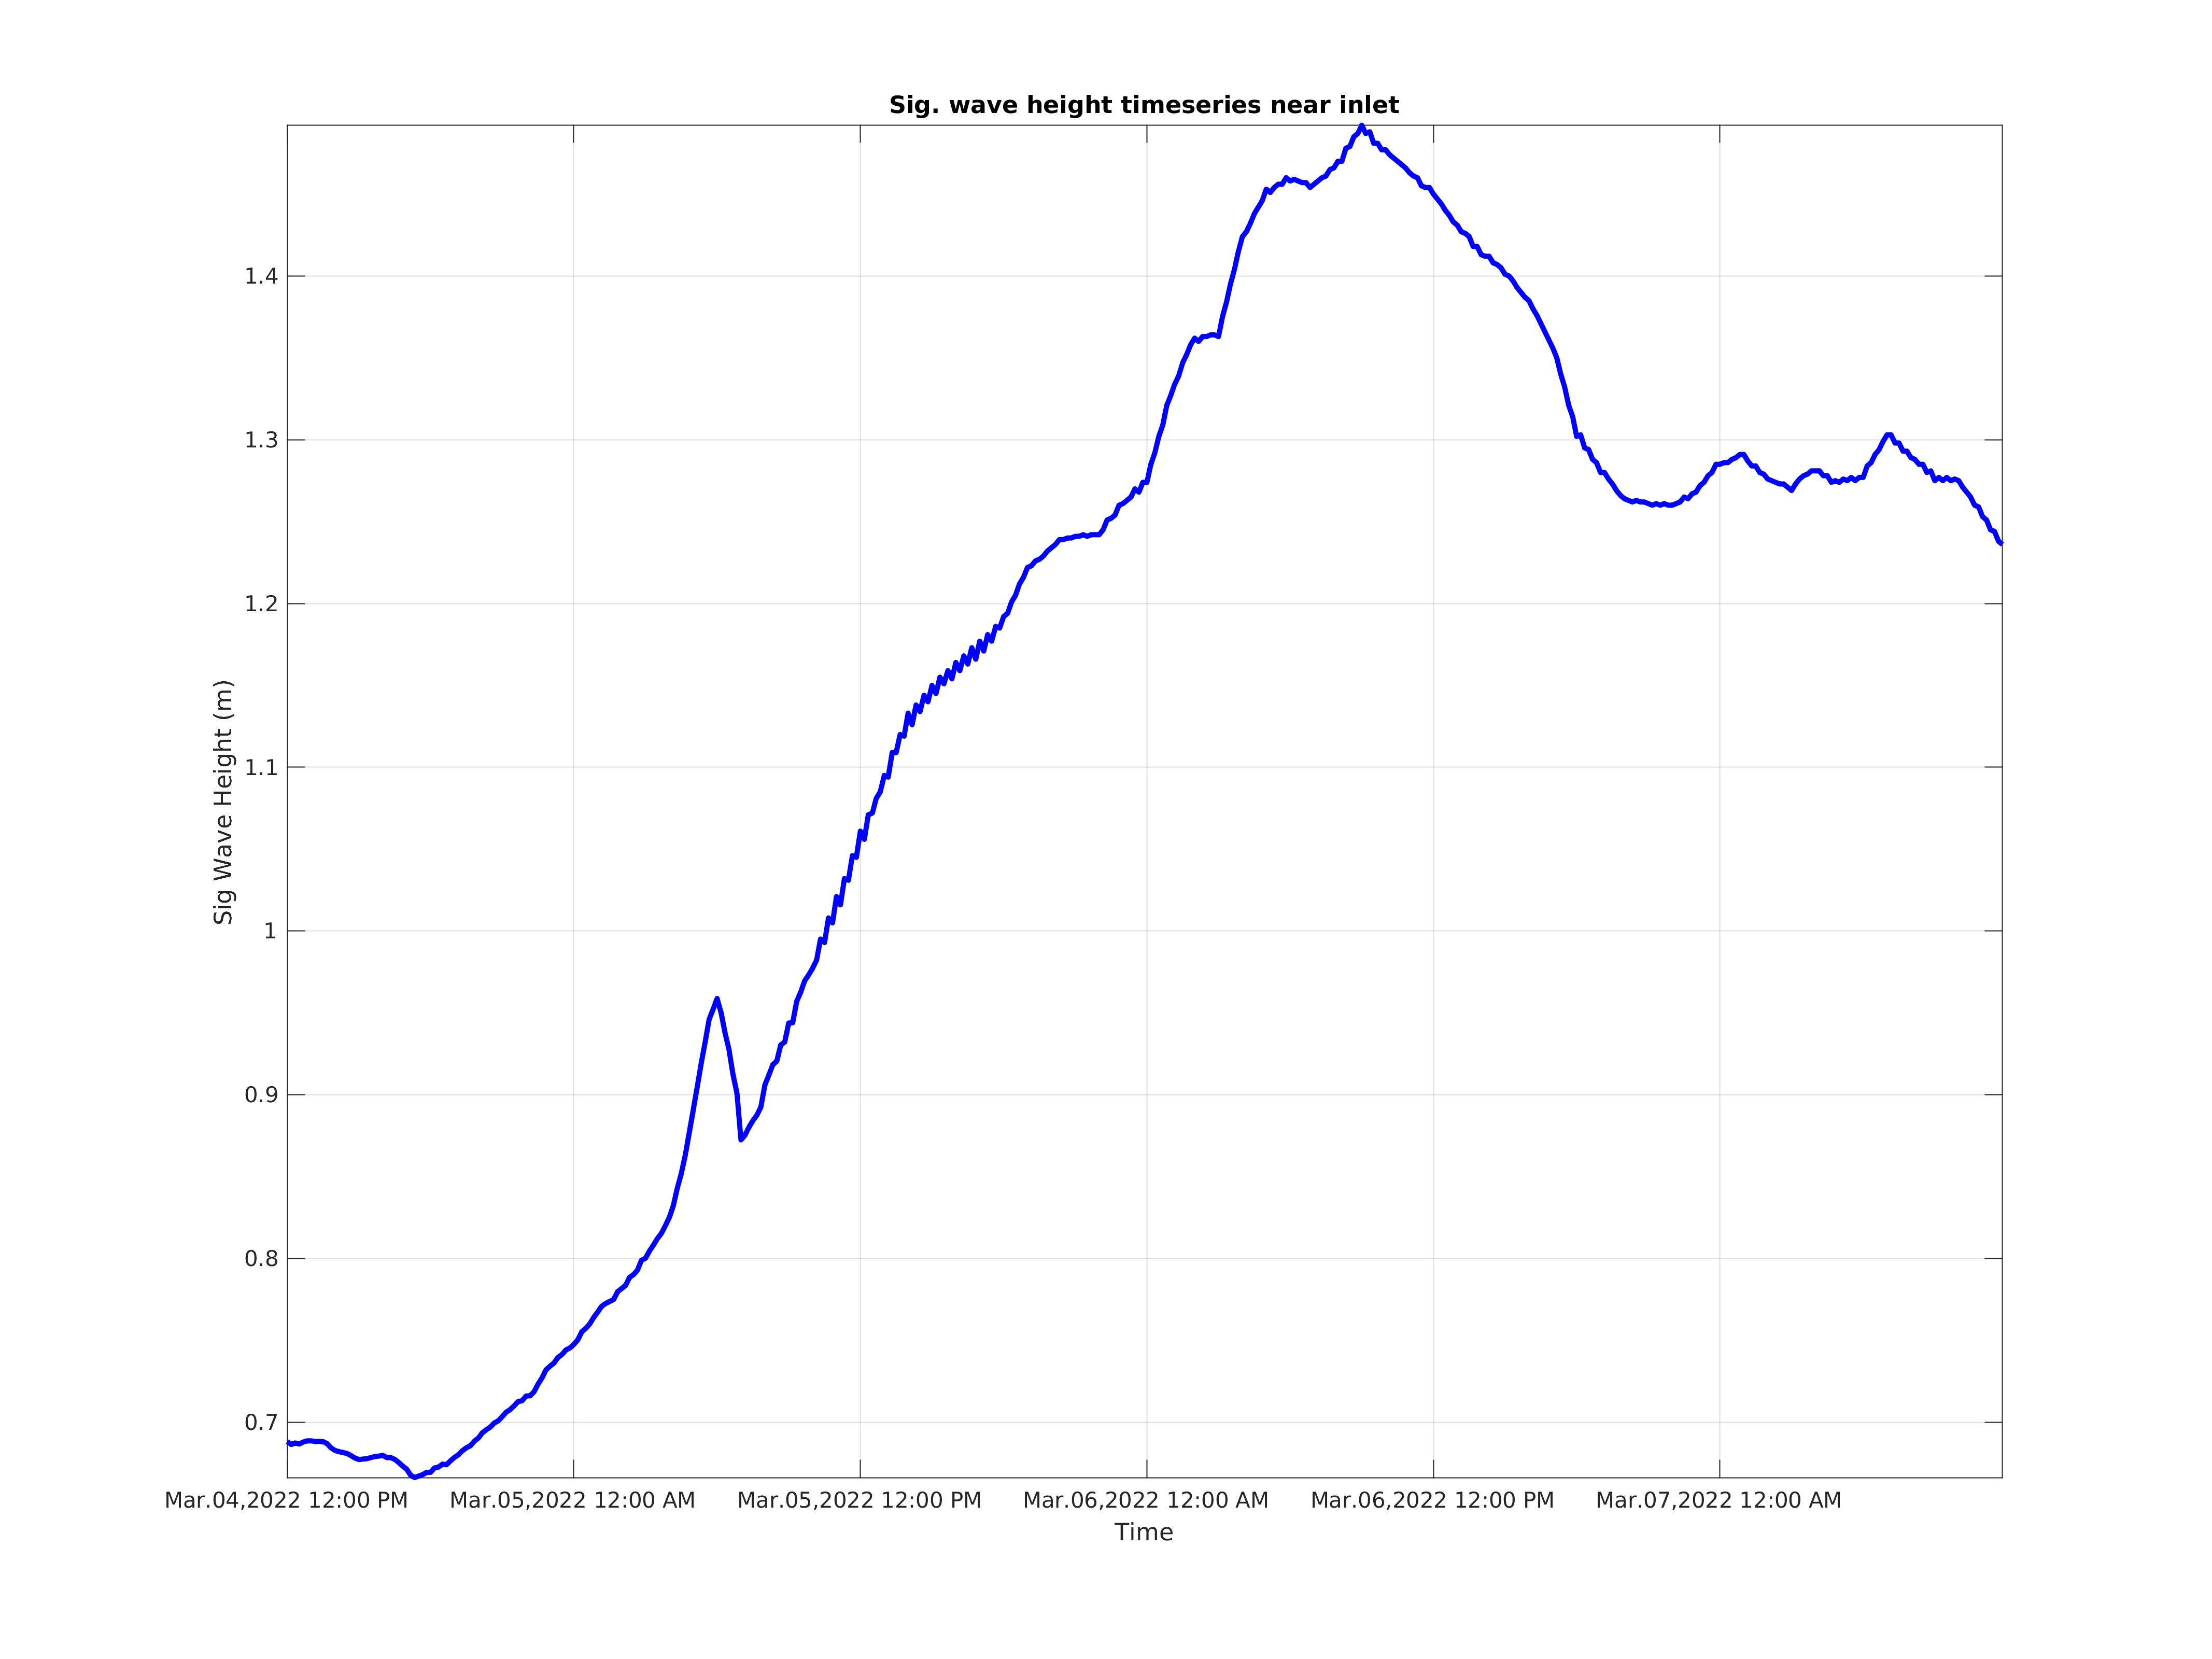 Sig. wave height timeseries near inlet
1.4
1.3
1.2
1.1
1
0.9
0.8
0.7
Sig Wave Height (m)
Mar.04,2022 12:00 PM
Mar.05,2022 12:00 AM
Mar.05,2022 12:00 PM
Mar.06,2022 12:00 AM
Mar.06,2022 12:00 PM
Mar.07,2022 12:00 AM
Time